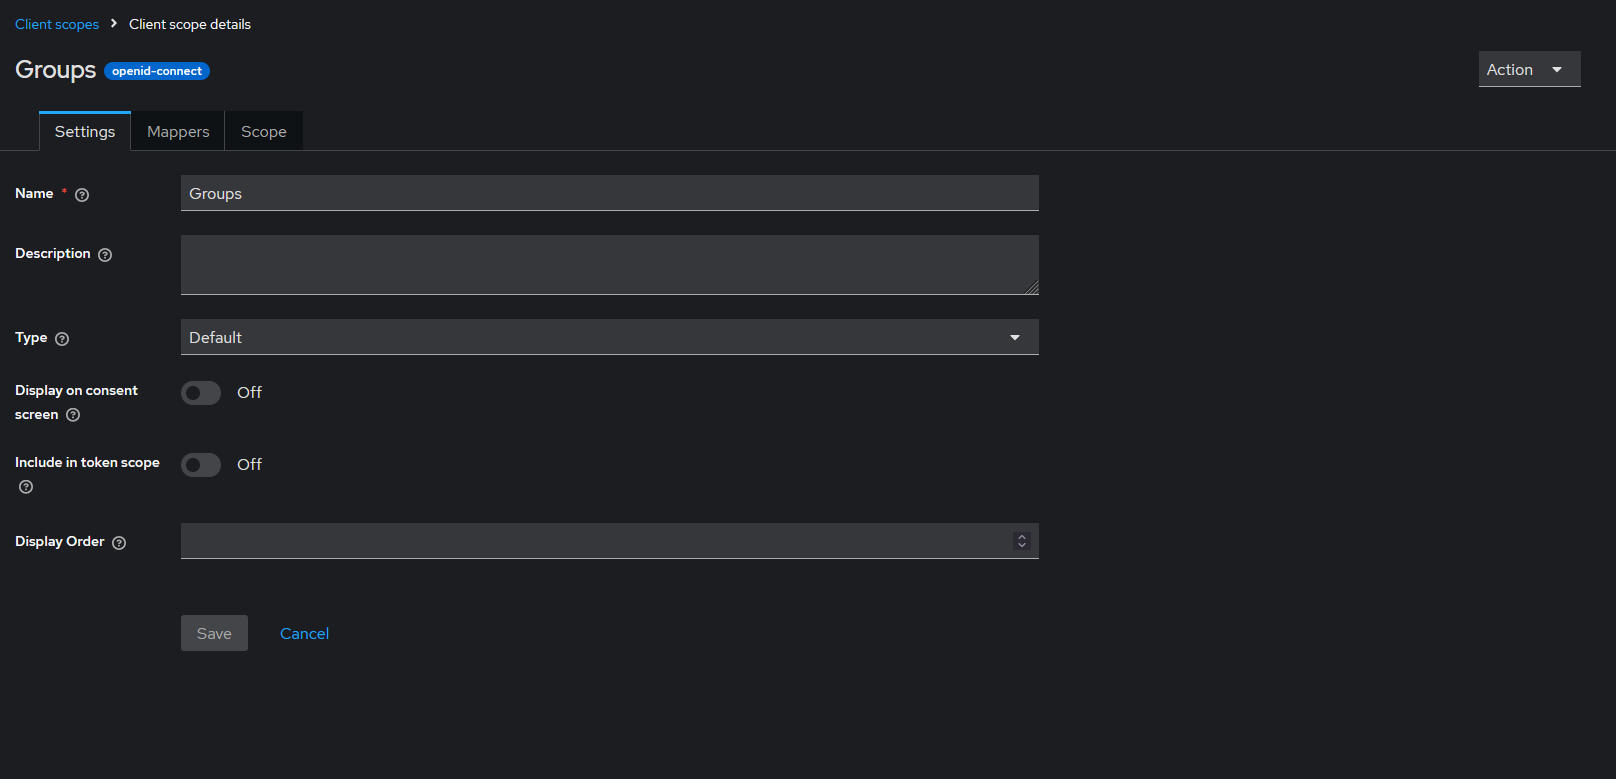 Client scopes > Client scope details
Groups openid-connect
Action
Settings Mappers Scope
Name *
Groups
Description
Type
Default
Display on consent
screen
Off
Include in token scope
Off
Display Order
Save Cancel